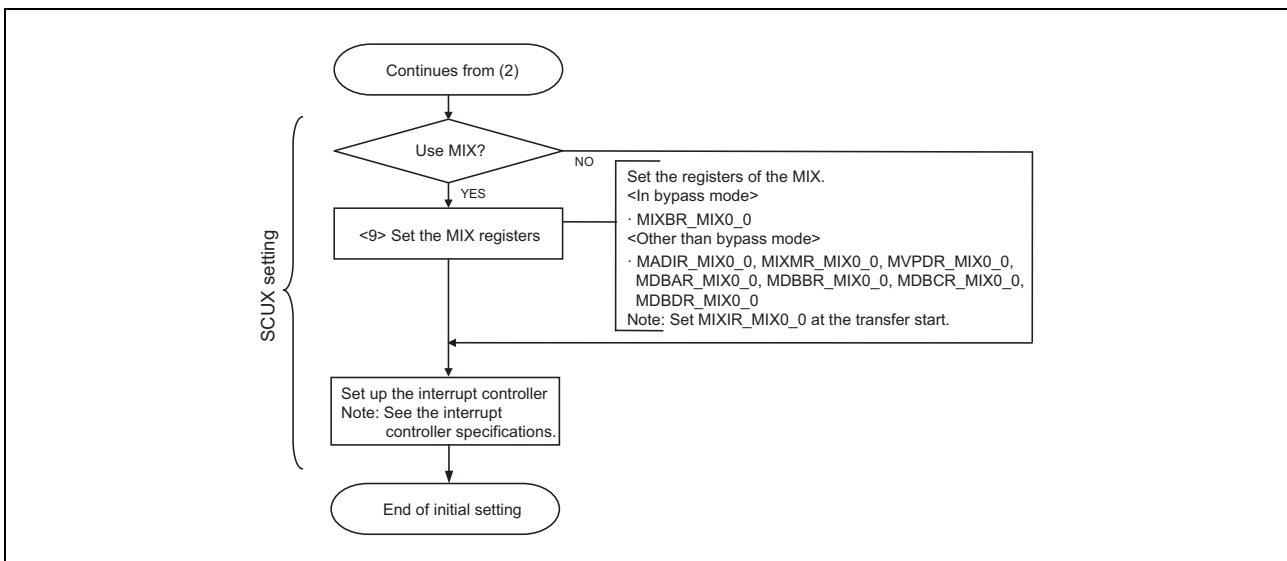 Continues from (2)
Use MIX?
NO
YES
Set the registers of the MIX.
<In bypass mode>
· MIXBR_MIX0_0
<Other than bypass mode>
· MADIR_MIX0_0, MIXMR_MIX0_0, MVPDR_MIX0_0,
MDBAR_MIX0_0, MDBBR_MIX0_0, MDBCR_MIX0_0,
MDBDR_MIX0_0
Note: Set MIXIR_MIX0_0 at the transfer start.
<9> Set the MIX registers
SCUX setting
Set up the interrupt controller
Note: See the interrupt
controller specifications.
End of initial setting